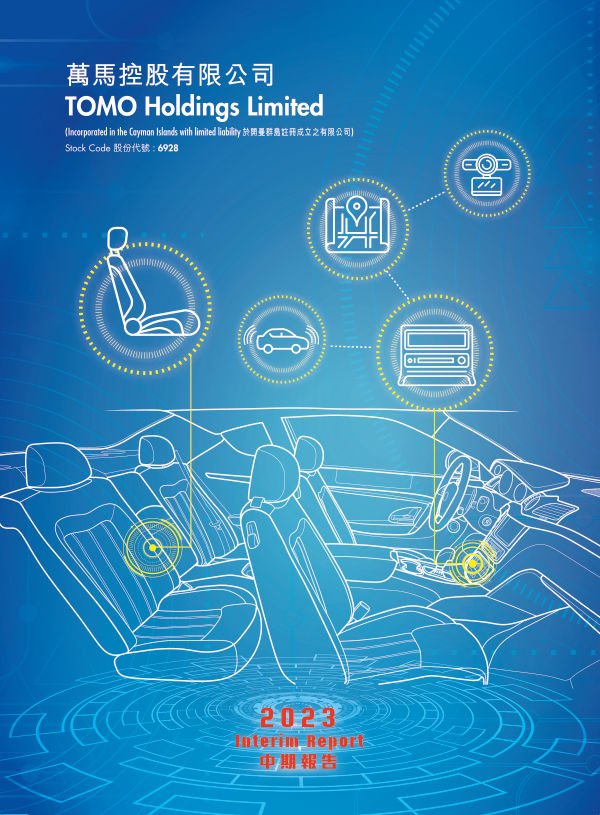 萬馬控股有限公司
TOMO Holdings Limited
(Incorporated in the Cayman Islands with limited liability 於開曼群島註冊成立之有限公司)
Stock Code 股份代號 : 6928
2023
Interim Report
中期報告